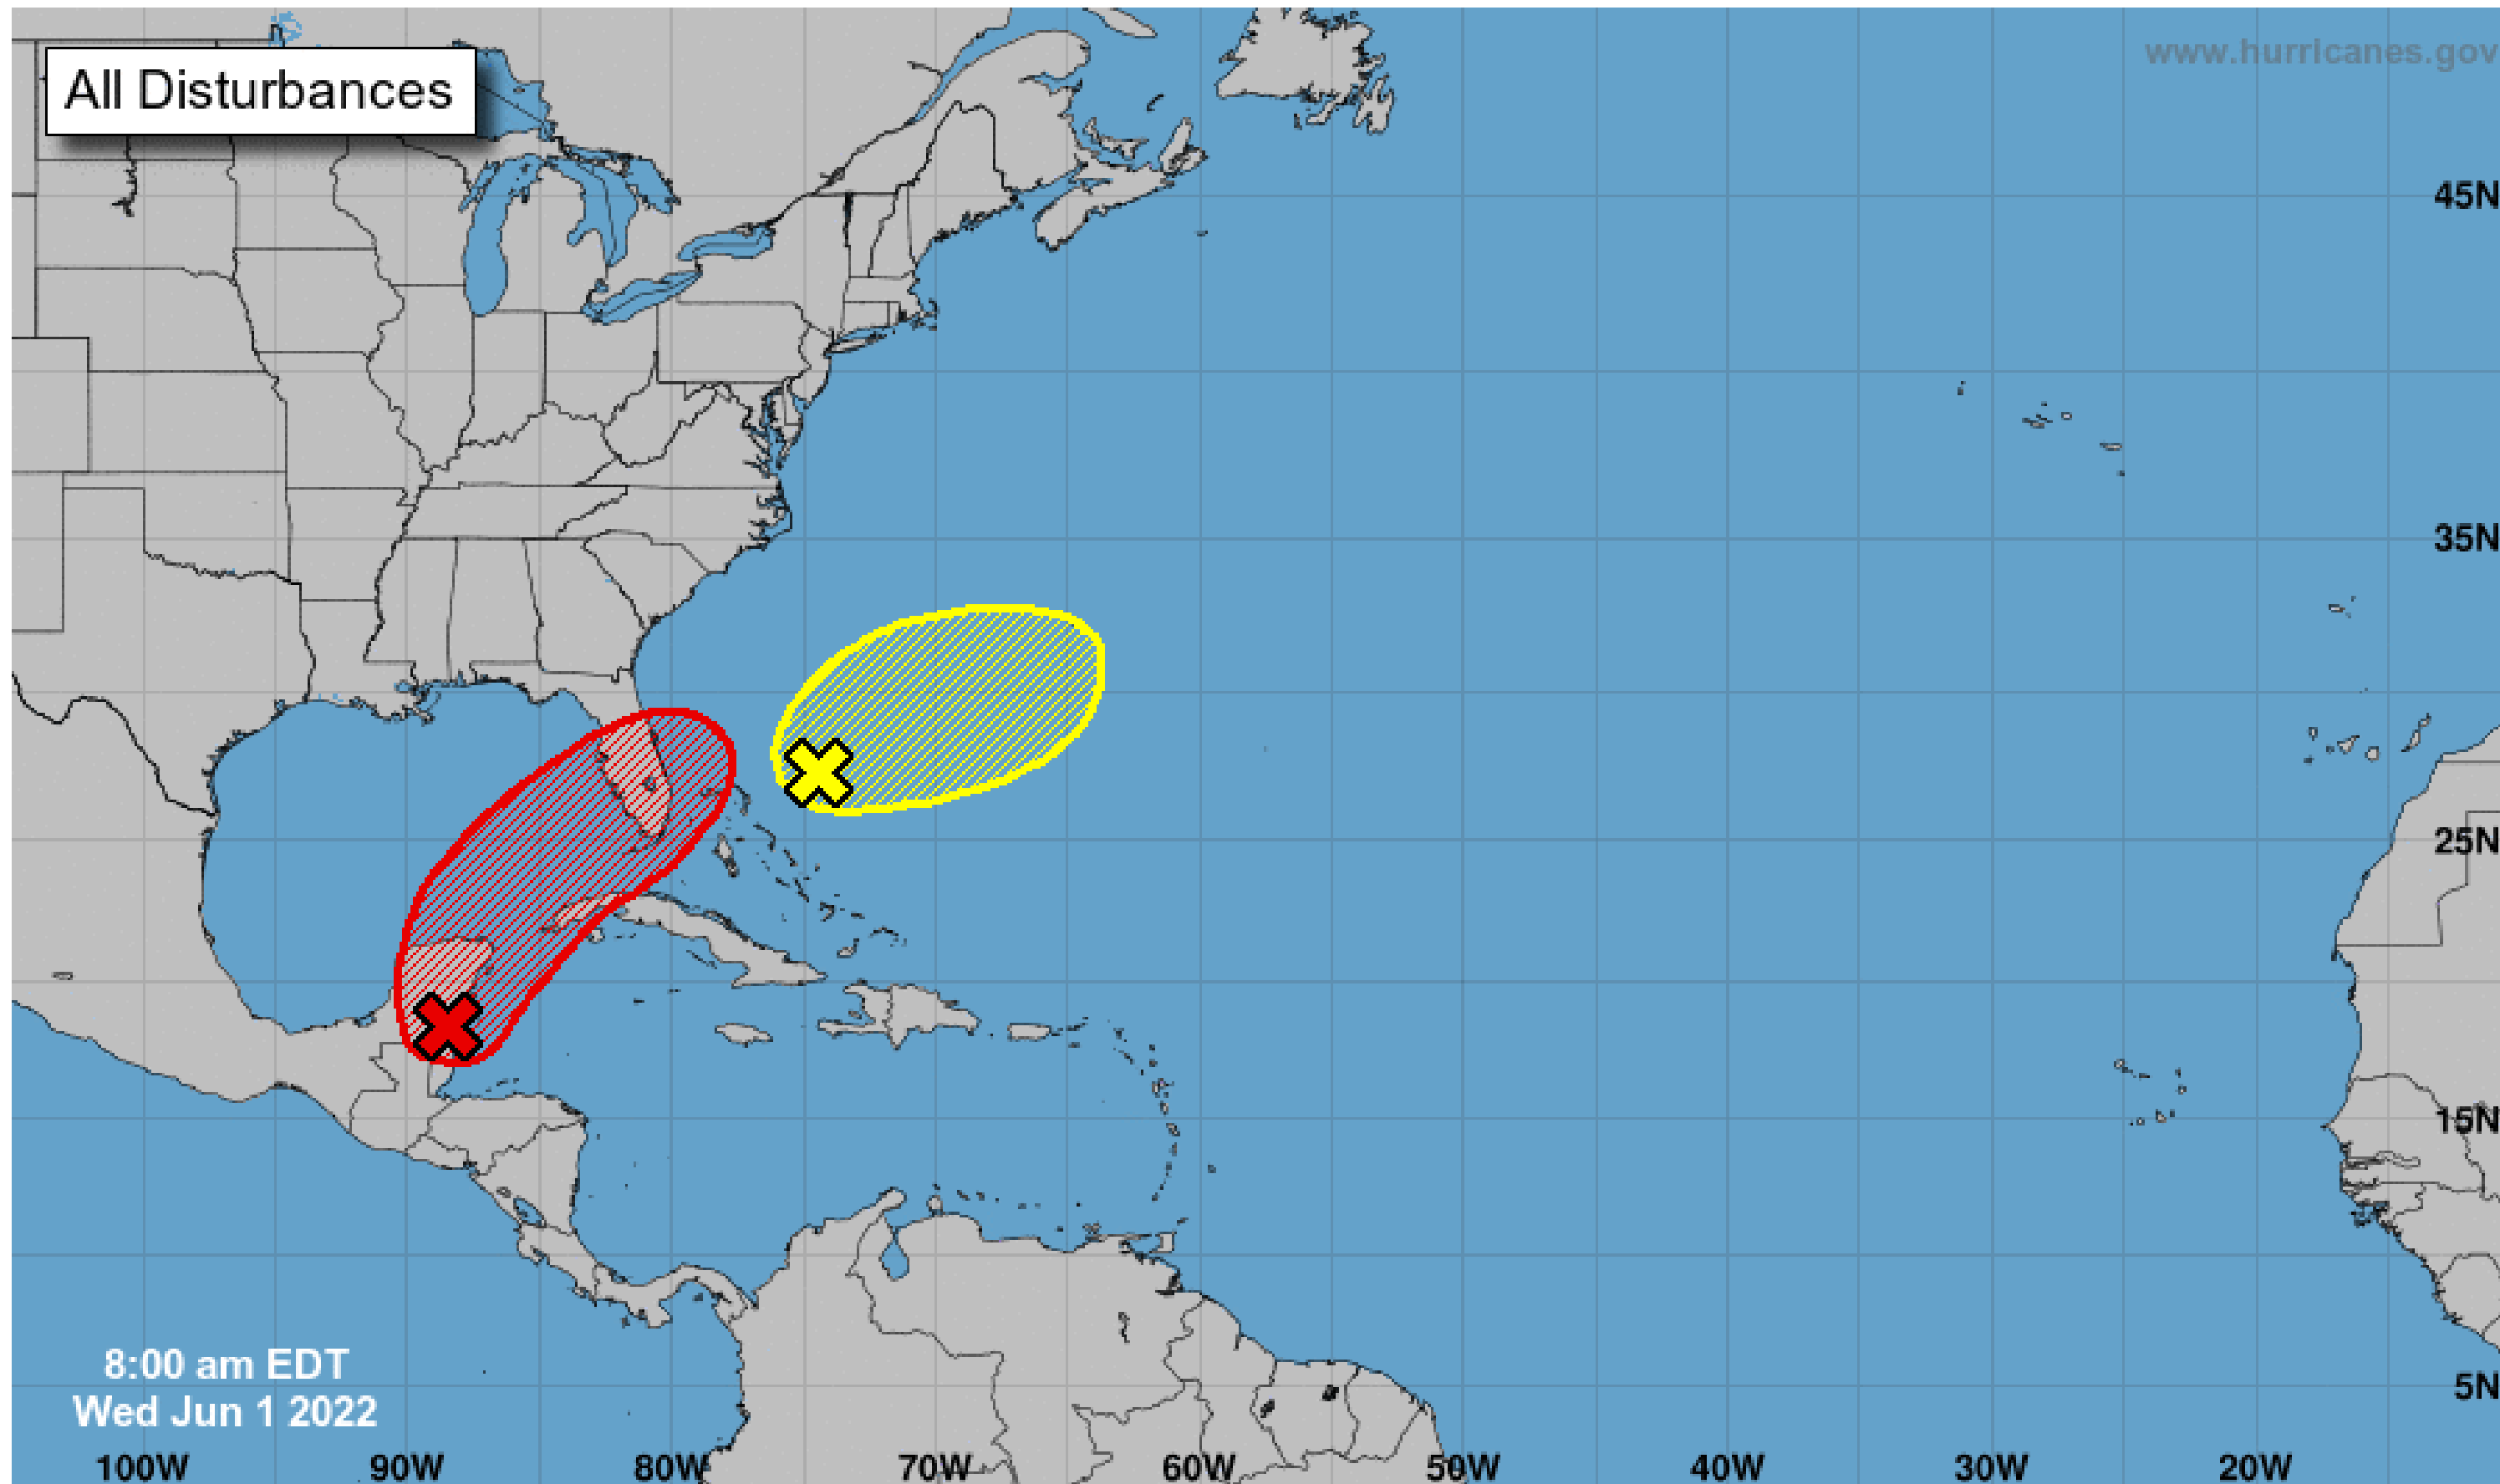 All Disturbances
www.hurricanes.gov
45N
35N
25N
15N
5N
8:00 am EDT
Wed Jun 1 2022
100W 90W 80W 70W 60W 50W 40W 30W 20W